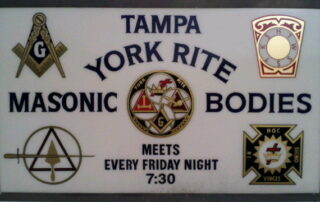 TAMPA
YORK RITE
MASONIC BODIES
G
G
MEETS
EVERY FRIDAY NIGHT
7:30